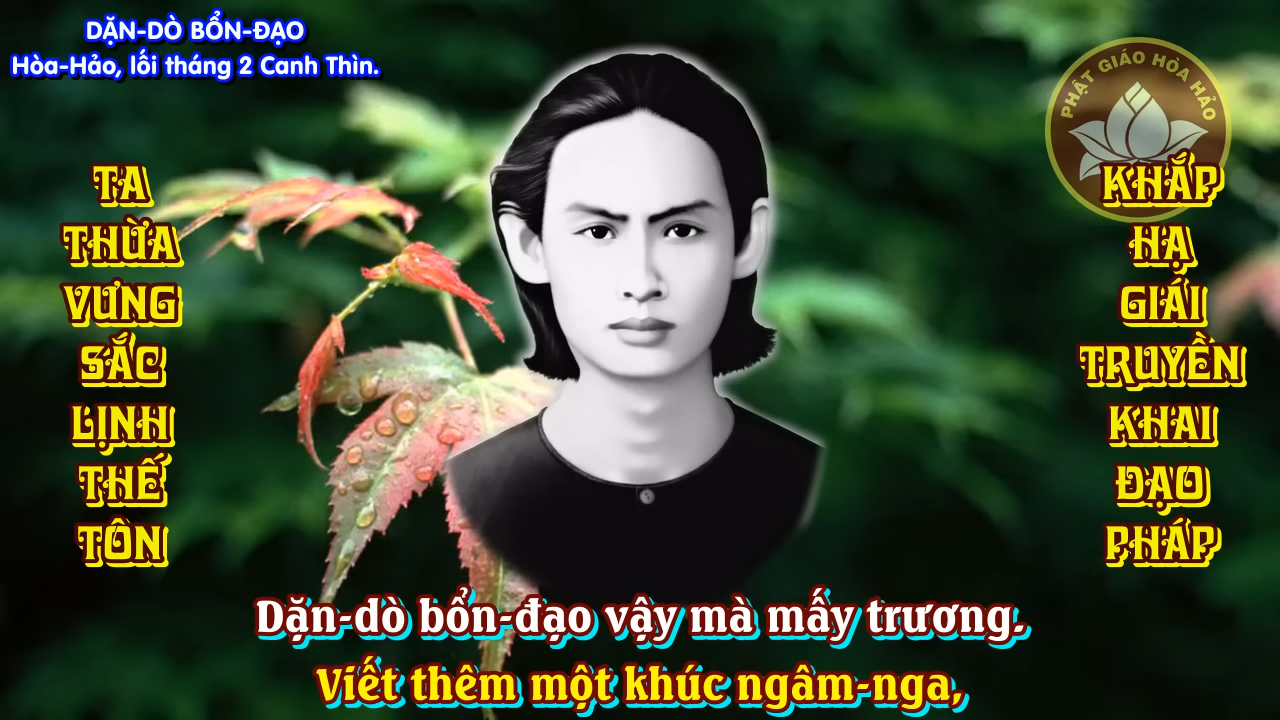 DẶN-DÒ BỔN-ĐẠO
Hòa-Hảo, lối tháng 2 Canh Thìn.
PHẬT GIÁO HÒA HẢO
TA
THỪA
VƯNG
SẮC
LỊNH
THẾ
TÔN
KHẮP
HẠ
GIÁI
TRUYỀN
KHAI
ĐẠO
PHÁP
Dặn-dò bổn-đạo vậy mà mấy trương.
Viết thêm một khúc ngâm-nga,